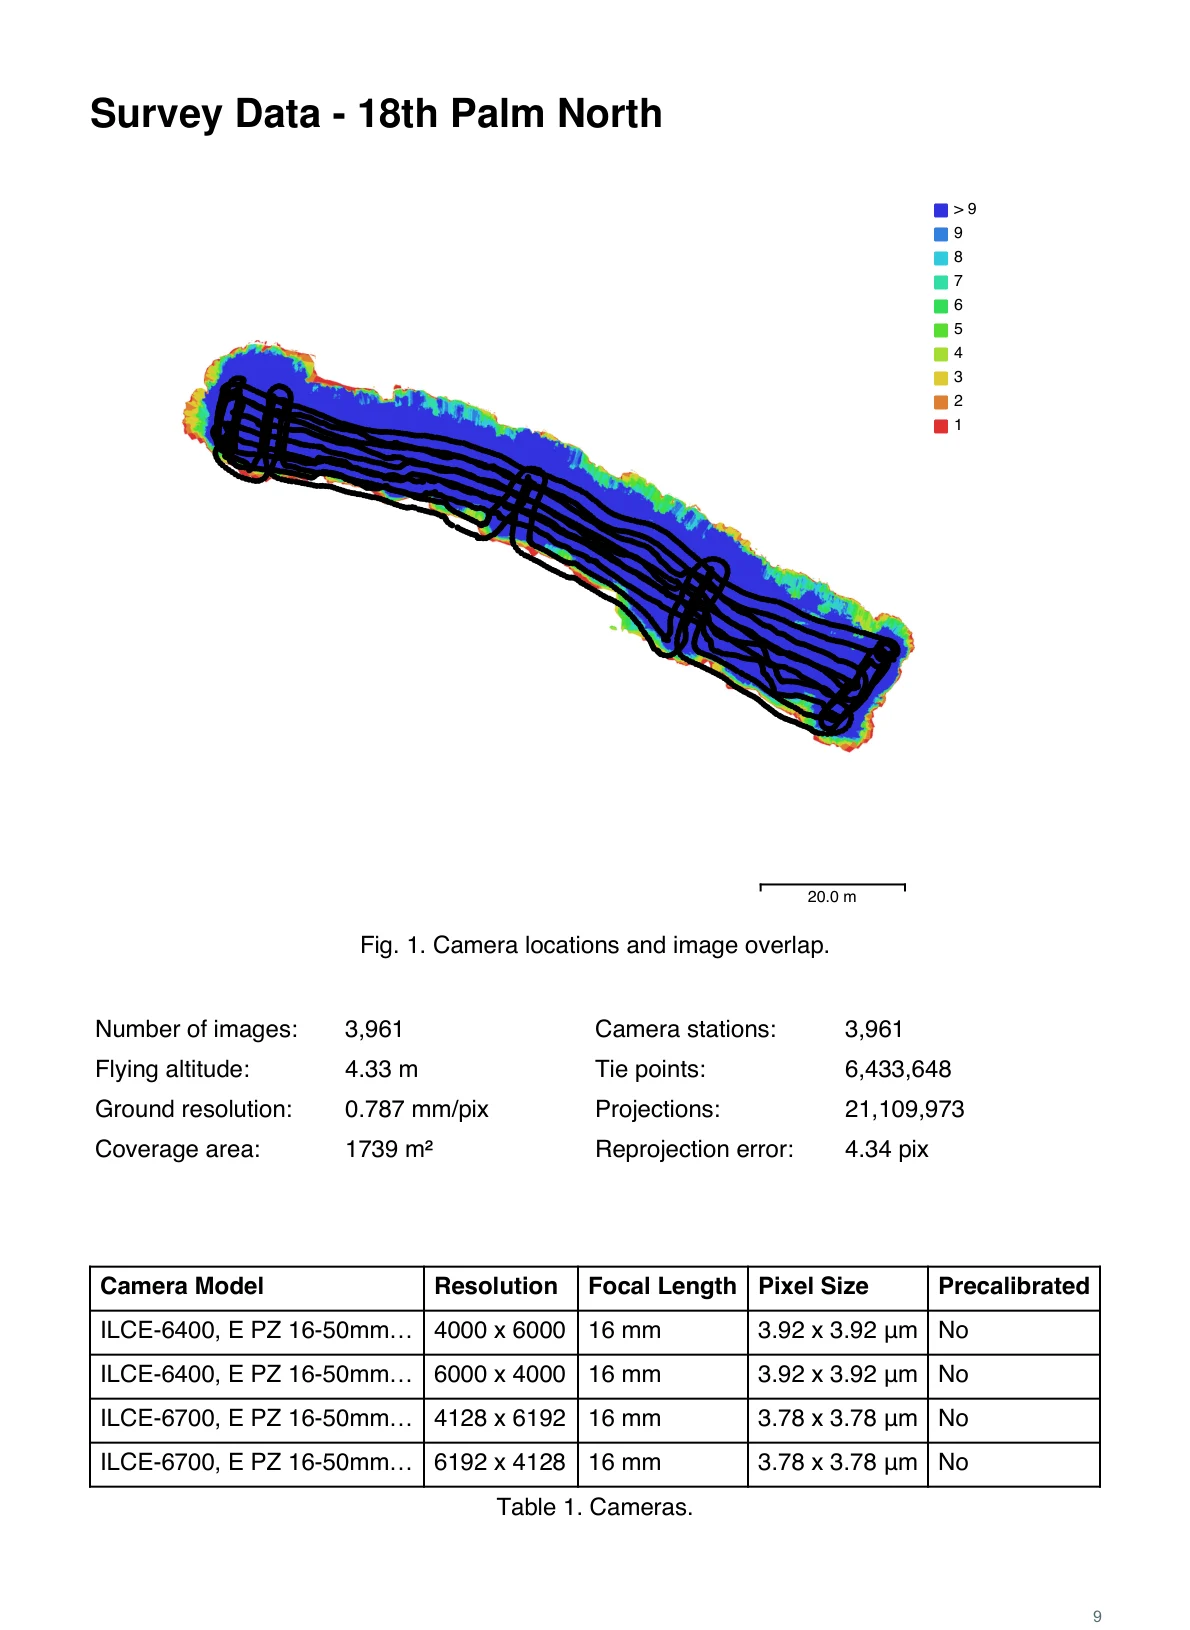 Survey Data - 18th Palm North
> 9
9
8
7
6
5
4
3
2
1
20.0 m
Fig. 1. Camera locations and image overlap.
Number of images: 3,961 Camera stations: 3,961
Flying altitude: 4.33 m Tie points: 6,433,648
Ground resolution: 0.787 mm/pix Projections: 21,109,973
Coverage area: 1739 m² Reprojection error: 4.34 pix
Camera Model Resolution Focal Length Pixel Size Precalibrated
ILCE-6400, E PZ 16-50mm… 4000 x 6000 16 mm 3.92 x 3.92 µm No
ILCE-6400, E PZ 16-50mm… 6000 x 4000 16 mm 3.92 x 3.92 µm No
ILCE-6700, E PZ 16-50mm… 4128 x 6192 16 mm 3.78 x 3.78 µm No
ILCE-6700, E PZ 16-50mm… 6192 x 4128 16 mm 3.78 x 3.78 µm No
Table 1. Cameras.
9